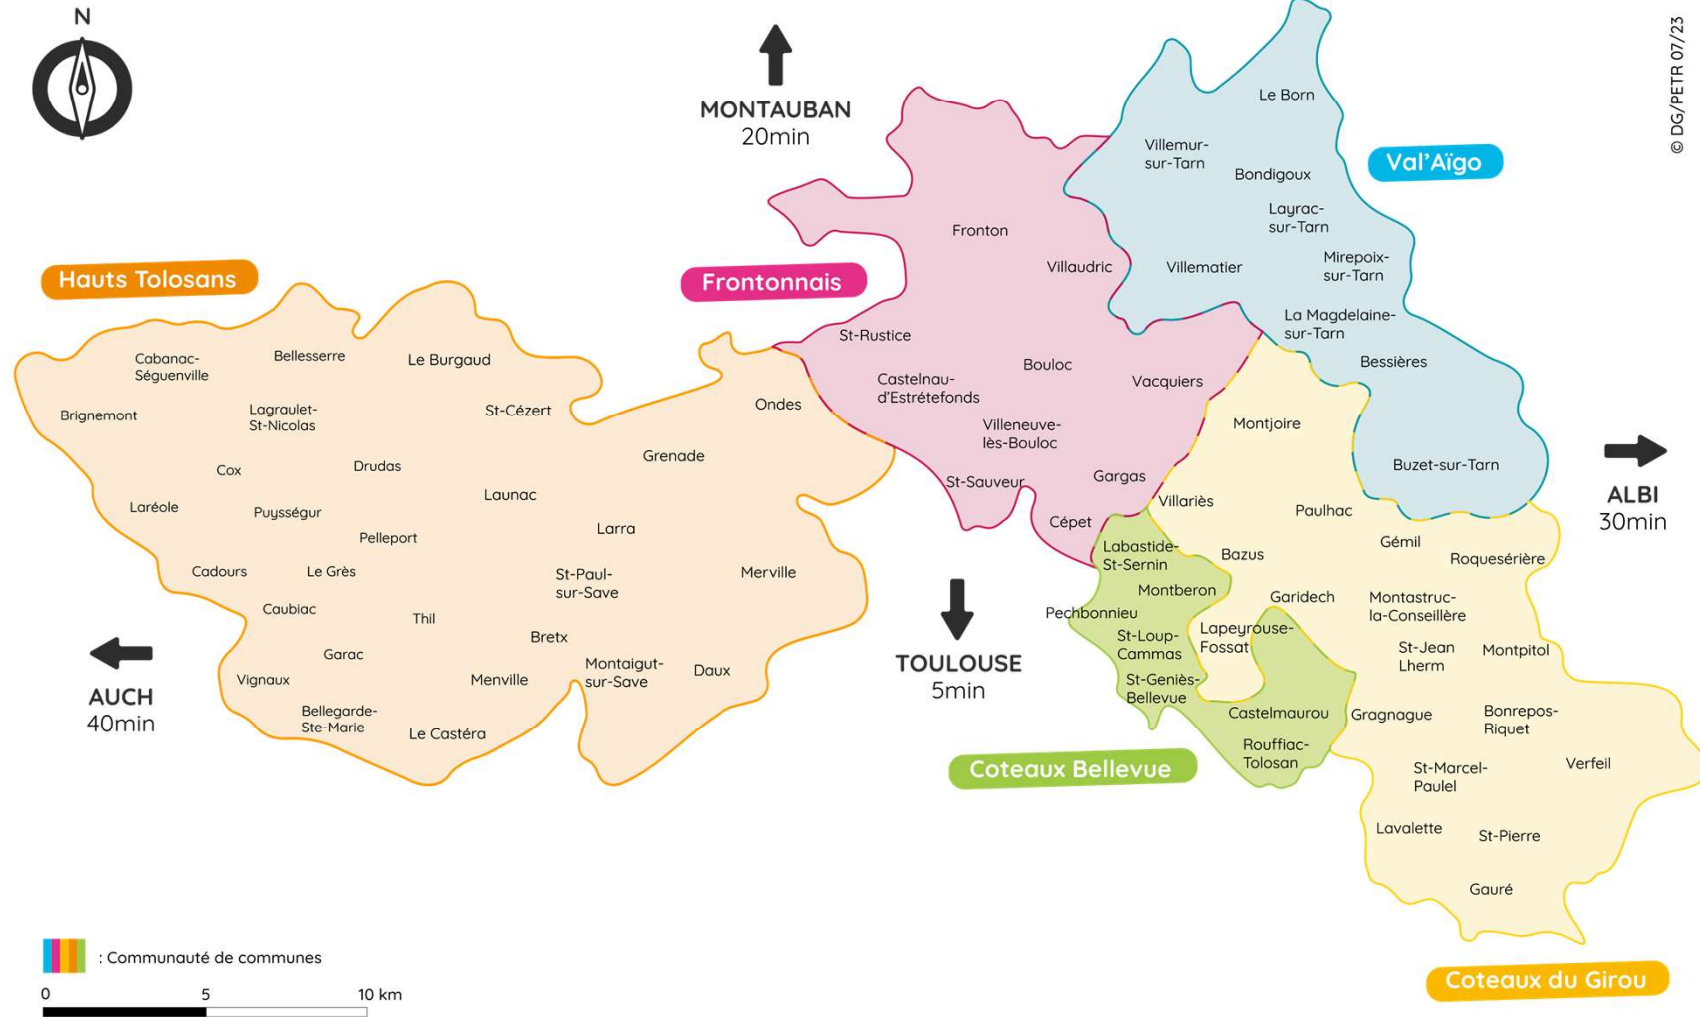 N
© DG/PETR 07/23
MONTAUBAN
20min
Val'Aïgo
Le Born
Villemur-
sur-Tarn
Bondigoux
Layrac-
sur-Tarn
Mirepoix-
sur-Tarn
Villematier
La Magdelaine-
sur-Tarn
Bessières
Buzet-sur-Tarn
Frontonnais
Fronton
Villaudric
St-Rustice
Bouloc
Castelnau-
d'Estrétefonds
Vacquiers
Villeneuve-
lès-Bouloc
St-Sauveur
Gargas
Cépet
Hauts Tolosans
Cabanac-
Séguenville
Bellesserre
Le Burgaud
Brignemont
Lagraulet-
St-Nicolas
St-Cézert
Ondes
Grenade
Cox
Drudas
Launac
Laréole
Puysségur
Pelleport
Larra
Cadours
Le Grès
St-Paul-
sur-Save
Merville
Caubiac
Thil
Bretx
Garac
Vignaux
Menville
Montaigut-
sur-Save
Daux
Bellegarde-
Ste-Marie
Le Castéra
AUCH
40min
TOULOUSE
5min
ALBI
30min
Labastide-
St-Sernin
Montberon
Pechbonnieu
St-Loup-
Cammas
St-Geniès-
Bellevue
Castelmaurou
Rouffiac-
Tolosan
Coteaux Bellevue
Montjoire
Villariès
Paulhac
Gémil
Bazus
Roquesérière
Garidech
Montastruc-
la-Conseillère
Lapeyrouse-
Fossat
St-Jean
Lherm
Montpitol
Gragnague
Bonrepos-
Riquet
St-Marcel-
Paulel
Verfeil
Lavalette
St-Pierre
Gauré
Coteaux du Girou
: Communauté de communes
0 5 10 km